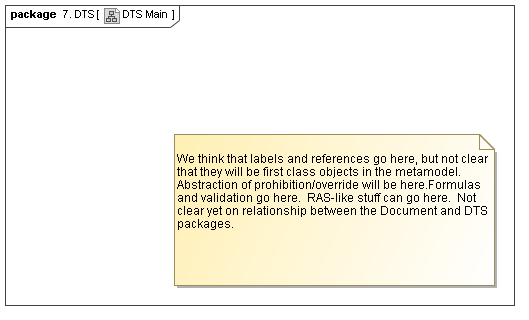 package 7. DTS [ DTS Main ]
We think that labels and references go here, but not clear
that they will be first class objects in the metamodel.
Abstraction of prohibition/override will be here.Formulas
and validation go here.  RAS-like stuff can go here.  Not
clear yet on relationship between the Document and DTS
packages.